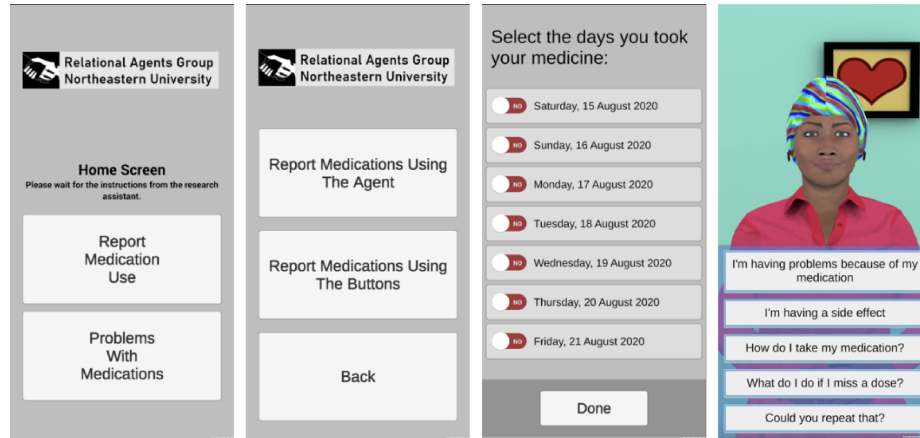 Relational Agents Group
Northeastern University
Home Screen
Please wait for the instructions from the research
assistant.
Report
Medication
Use
Problems
With
Medications
Relational Agents Group
Northeastern University
Report Medications Using
The Agent
Report Medications Using
The Buttons
Back
Select the days you took
your medicine:
NO Saturday, 15 August 2020
NO Sunday, 16 August 2020
NO Monday, 17 August 2020
NO Tuesday, 18 August 2020
NO Wednesday, 19 August 2020
NO Thursday, 20 August 2020
NO Friday, 21 August 2020
Done
I'm having problems because of my
medication
I'm having a side effect
How do I take my medication?
What do I do if I miss a dose?
Could you repeat that?